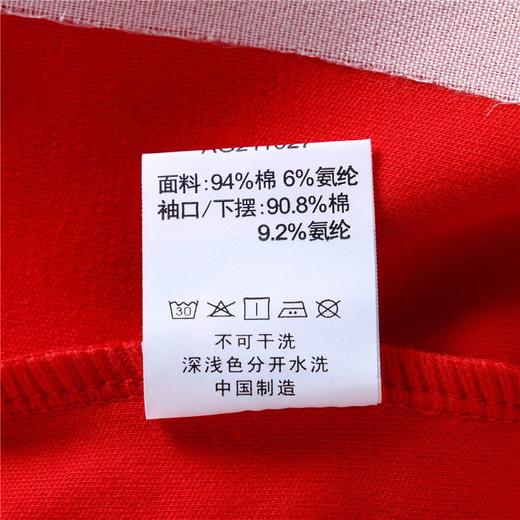 面料:94%棉 6%氨纶
袖口/下摆:90.8%棉
9.2%氨纶
30
不可干洗
深浅色分开水洗
中国制造